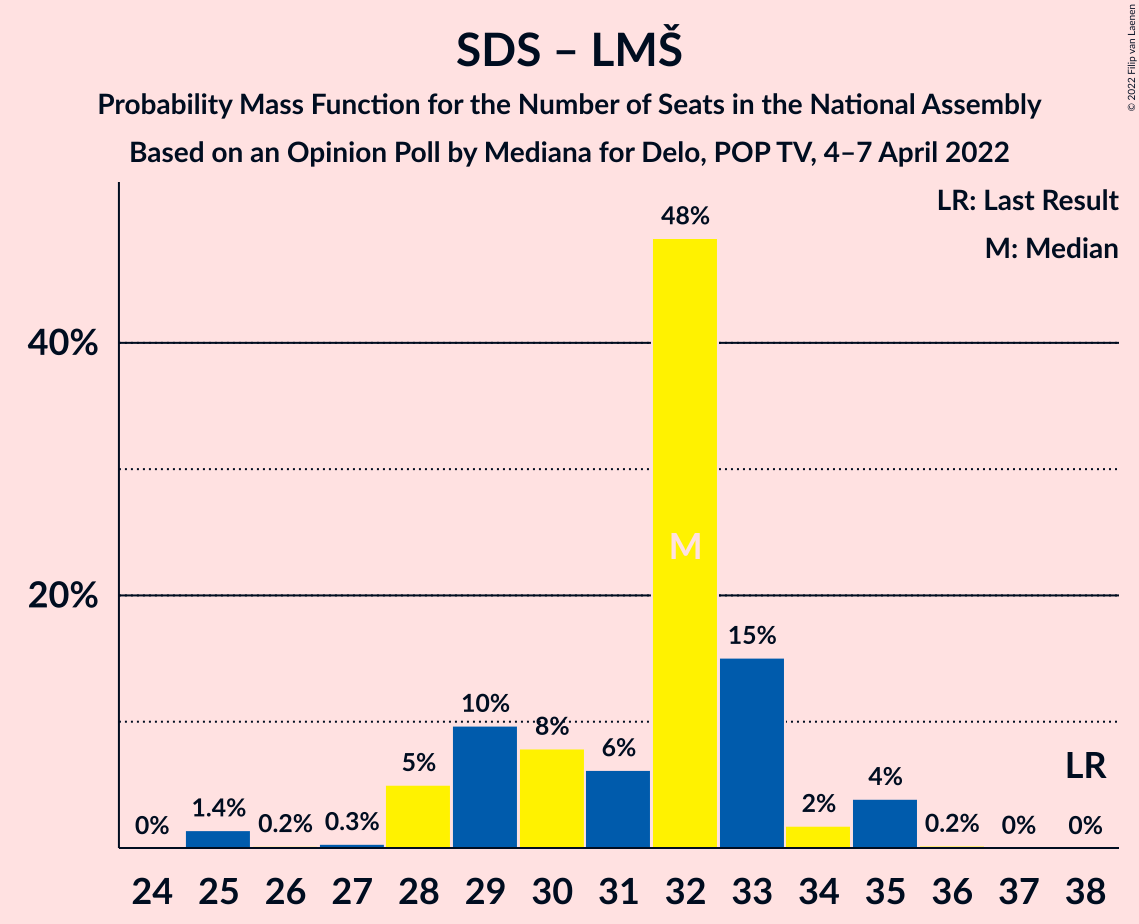 SDS – LMŠ
Probability Mass Function for the Number of Seats in the National Assembly
Based on an Opinion Poll by Mediana for Delo, POP TV, 4–7 April 2022
© 2022 Filip van Laenen
LR: Last Result
M: Median
40%
20%
0%
1.4%
0.2%
0.3%
5%
10%
8%
6%
48%
M
15%
2%
4%
0.2%
0%
0%
LR
24 25 26 27 28 29 30 31 32 33 34 35 36 37 38